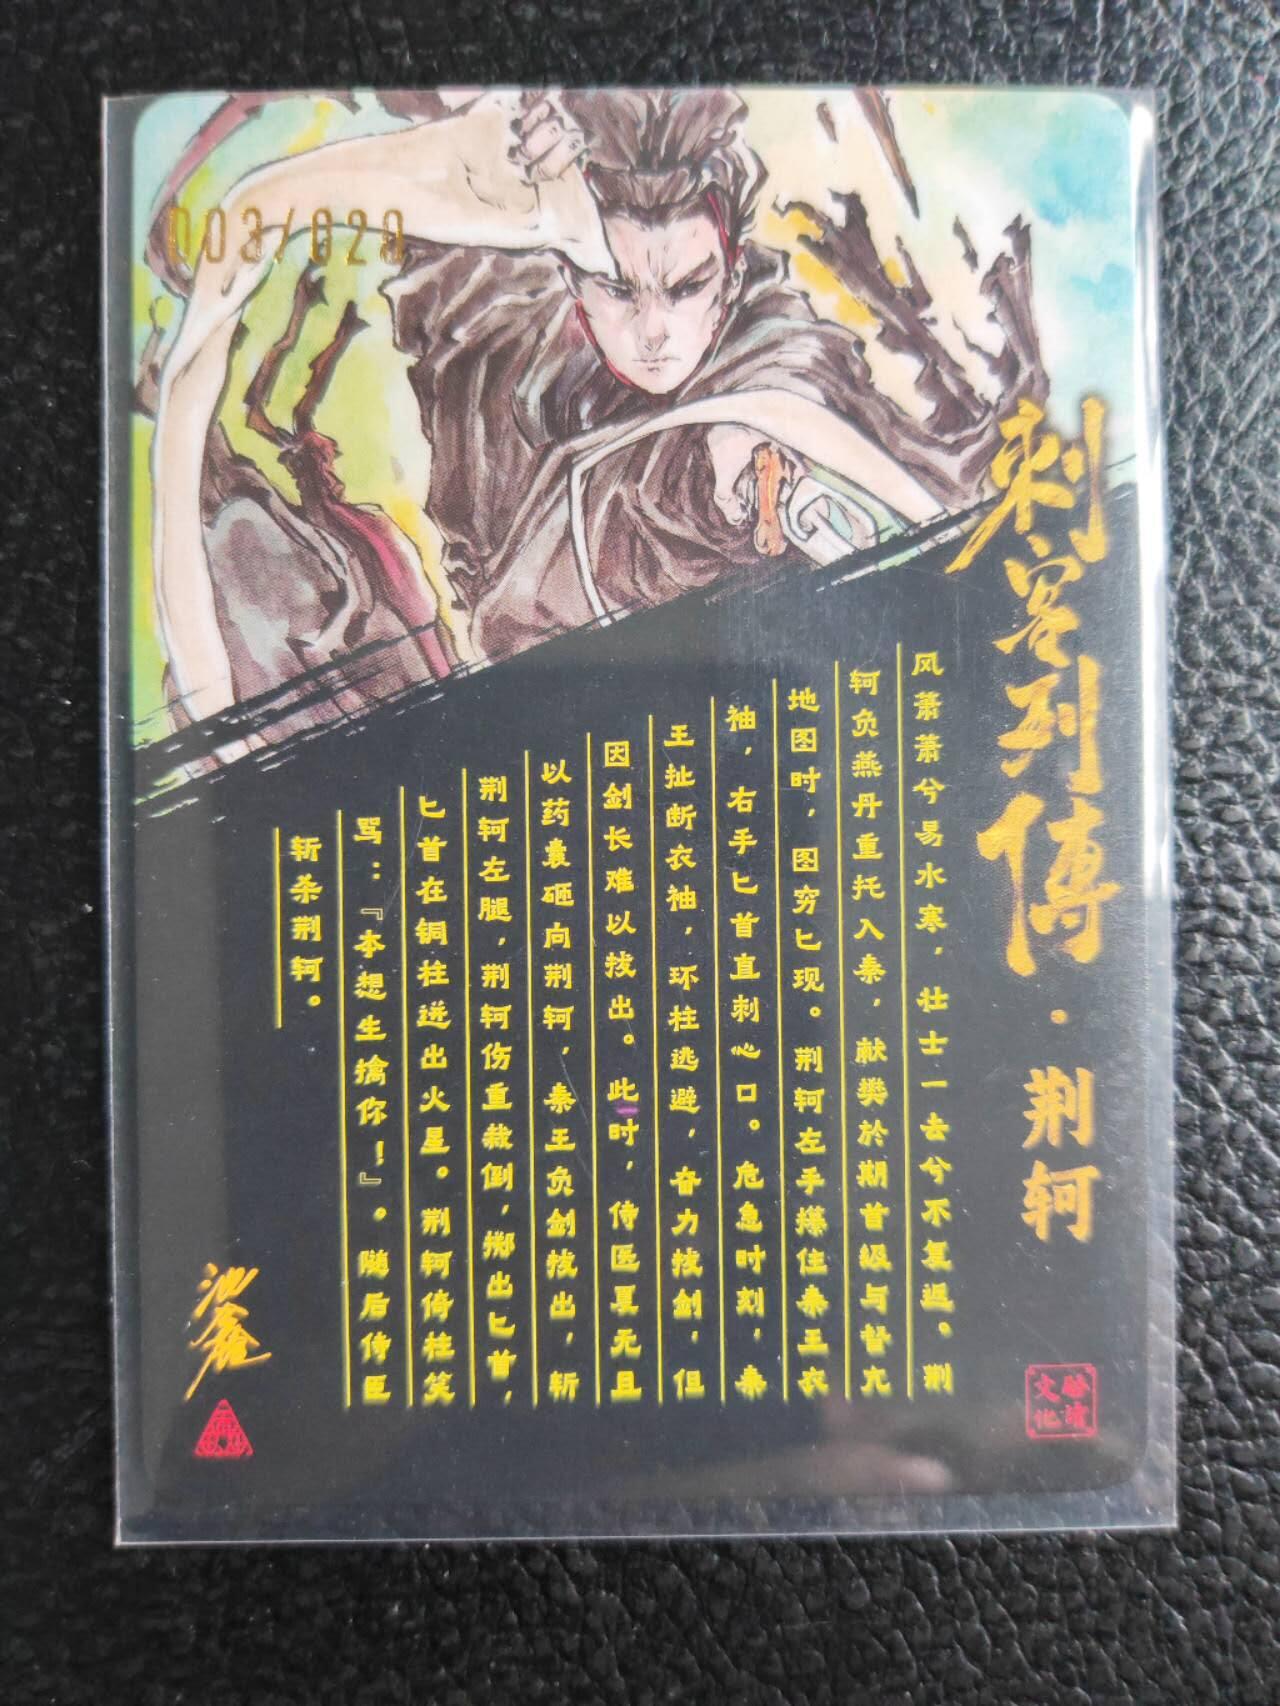 003/020
刺客列傳·荆轲
风萧萧兮易水寒，壮士一去兮不复返。荆
轲负燕丹重托入秦，献樊於期首级与督亢
地图时，图穷匕现。荆轲左手住秦王衣
袖，右手匕首直刺心口。危急时刻，秦
王扯断衣袖，环柱逃避，奋力拔剑，但
因剑长难以拔出。此时，侍医夏无且
以药囊砸向荆轲，秦王负剑拔出，斩
荆轲左腿，荆轲伤重栽倒，掷出匕首，
匕首在铜柱迸出火星。荆轲倚柱笑
骂：『本想生擒你！』。随后侍臣
斩杀荆轲。
池鑫
文化